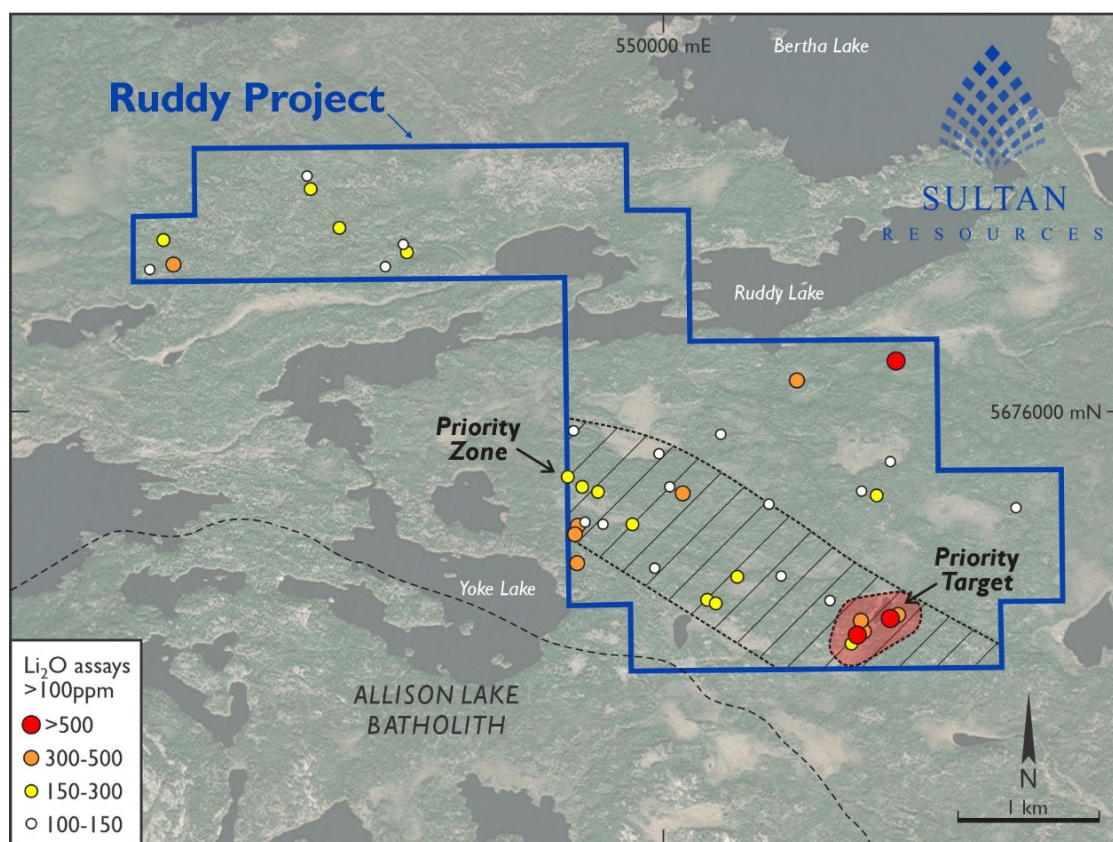 550000 mE
Bertha Lake
Ruddy Project
SULTAN
RESOURCES
Ruddy Lake
5676000 mN
Priority
Zone
Priority
Target
Yoke Lake
ALLISON LAKE
BATHOLITH
Li₂O assays
>100ppm
>500
300-500
150-300
100-150
N
1 km